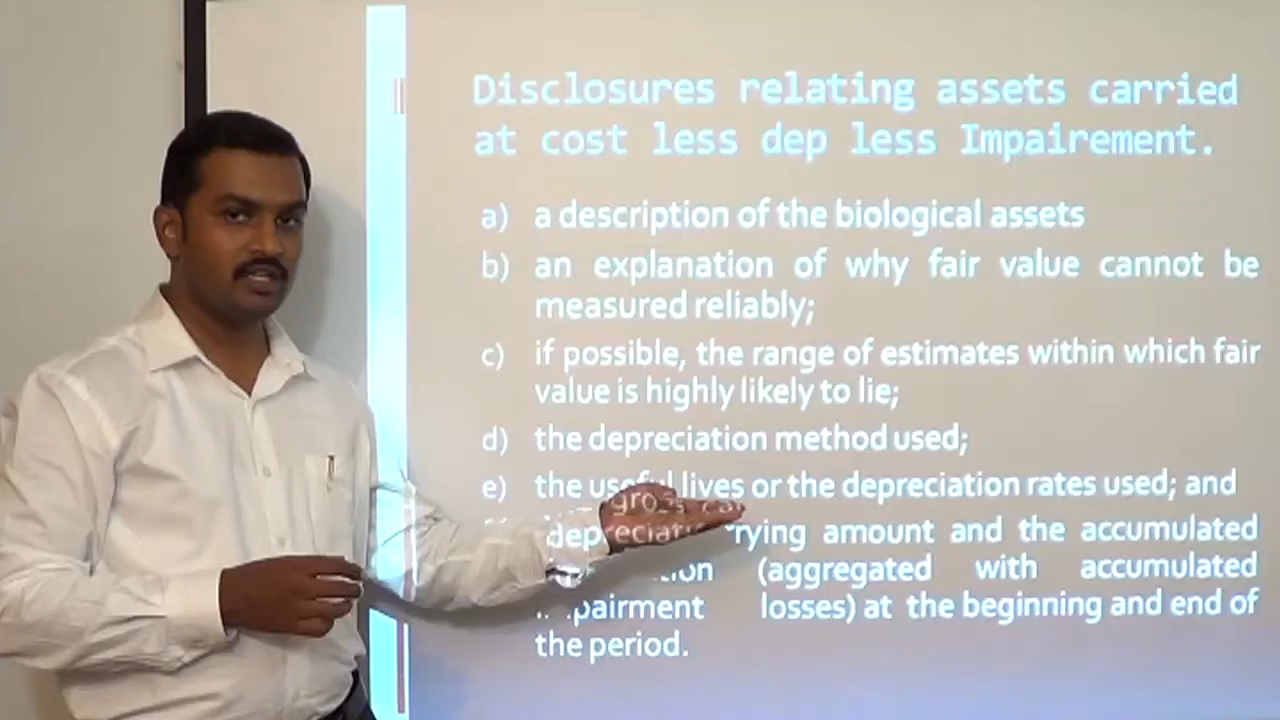 Disclosures relating assets carried
at cost less dep less Impairement.
a) a description of the biological assets
b) an explanation of why fair value cannot be
measured reliably;
c) if possible, the range of estimates within which fair
value is highly likely to lie;
d) the depreciation method used;
e) the useful lives or the depreciation rates used; and
gross carrying amount and the accumulated
depreciation (aggregated with accumulated
impairment losses) at the beginning and end of
the period.